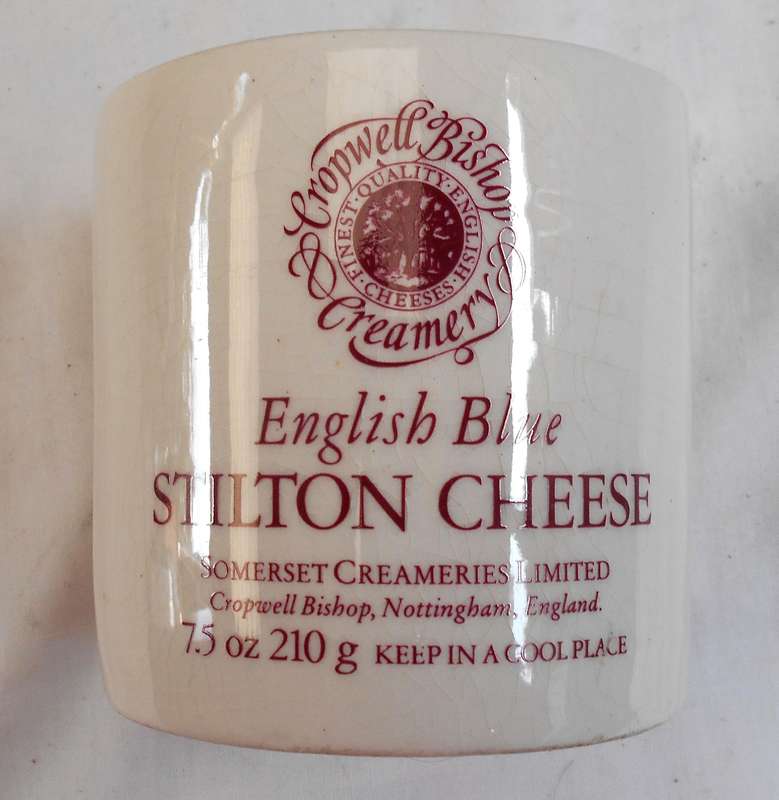 Cropwell Bishop
FINEST · QUALITY · ENGLISH
· CHEESES ·
Creamery
English Blue
STILTON CHEESE
SOMERSET CREAMERIES LIMITED
Cropwell Bishop, Nottingham, England.
7.5 oz 210 g KEEP IN A COOL PLACE